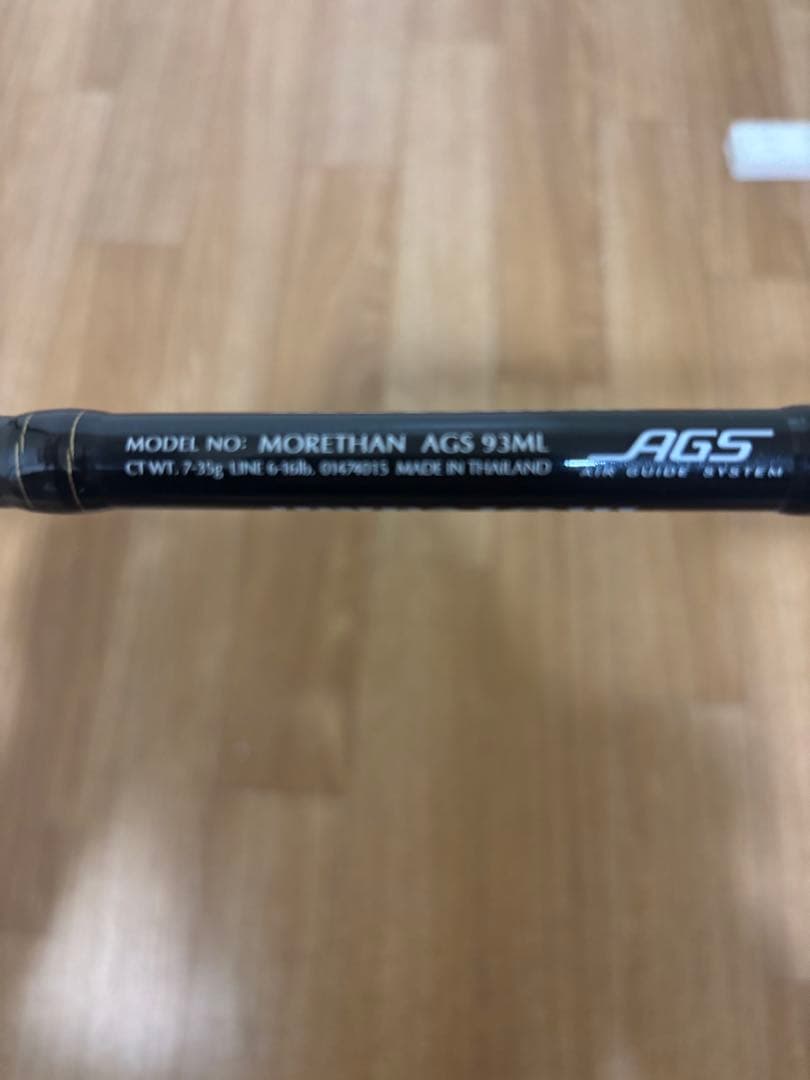 MODEL NO: MORETHAN AGS 93ML
CT WT. 7-35g LINE 6-16lb. 01474015 MADE IN THAILAND
AGS
AIR GUIDE SYSTEM